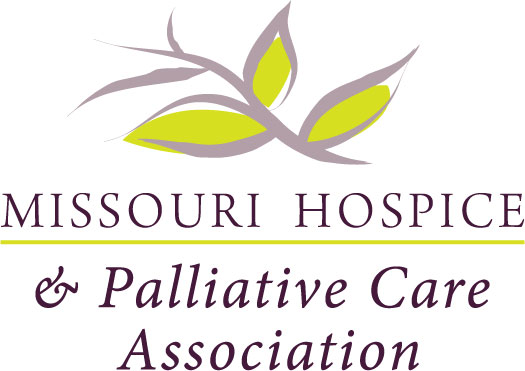 MISSOURI HOSPICE
& Palliative Care
Association